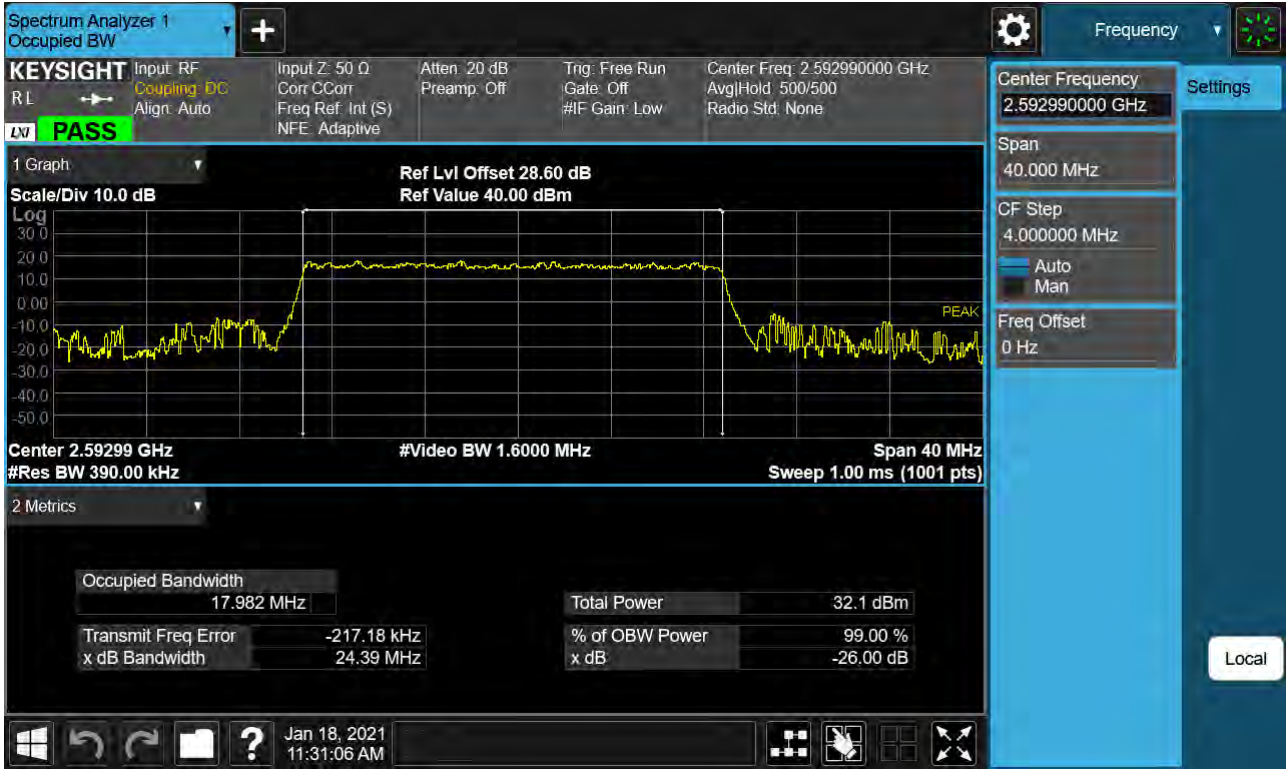 Spectrum Analyzer 1
Occupied BW
Frequency
KEYSIGHT
R L
LXI
PASS
Input: RF
Coupling: DC
Align: Auto
Input Z: 50 Ω
Corr CCorr
Freq Ref: Int (S)
NFE: Adaptive
Atten: 20 dB
Preamp: Off
Trig: Free Run
Gate: Off
#IF Gain: Low
Center Freq: 2.592990000 GHz
Avg|Hold: 500/500
Radio Std: None
Center Frequency
2.592990000 GHz
Settings
Span
40.000 MHz
CF Step
4.000000 MHz
Auto
Man
Freq Offset
0 Hz
Local
1 Graph
Scale/Div 10.0 dB
Ref Lvl Offset 28.60 dB
Ref Value 40.00 dBm
Log
30.0
20.0
10.0
0.00
-10.0
-20.0
-30.0
-40.0
-50.0
PEAK
Center 2.59299 GHz
#Video BW 1.6000 MHz
Span 40 MHz
#Res BW 390.00 kHz
Sweep 1.00 ms (1001 pts)
2 Metrics
Occupied Bandwidth
17.982 MHz
Total Power 32.1 dBm
Transmit Freq Error -217.18 kHz
% of OBW Power 99.00 %
x dB Bandwidth 24.39 MHz
x dB -26.00 dB
?
Jan 18, 2021
11:31:06 AM